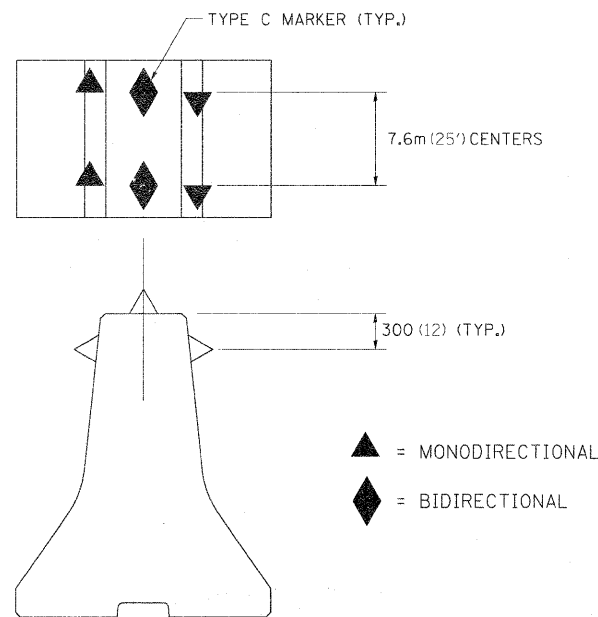 TYPE C MARKER (TYP.)
7.6m (25') CENTERS
300 (12) (TYP.)
= MONODIRECTIONAL
= BIDIRECTIONAL